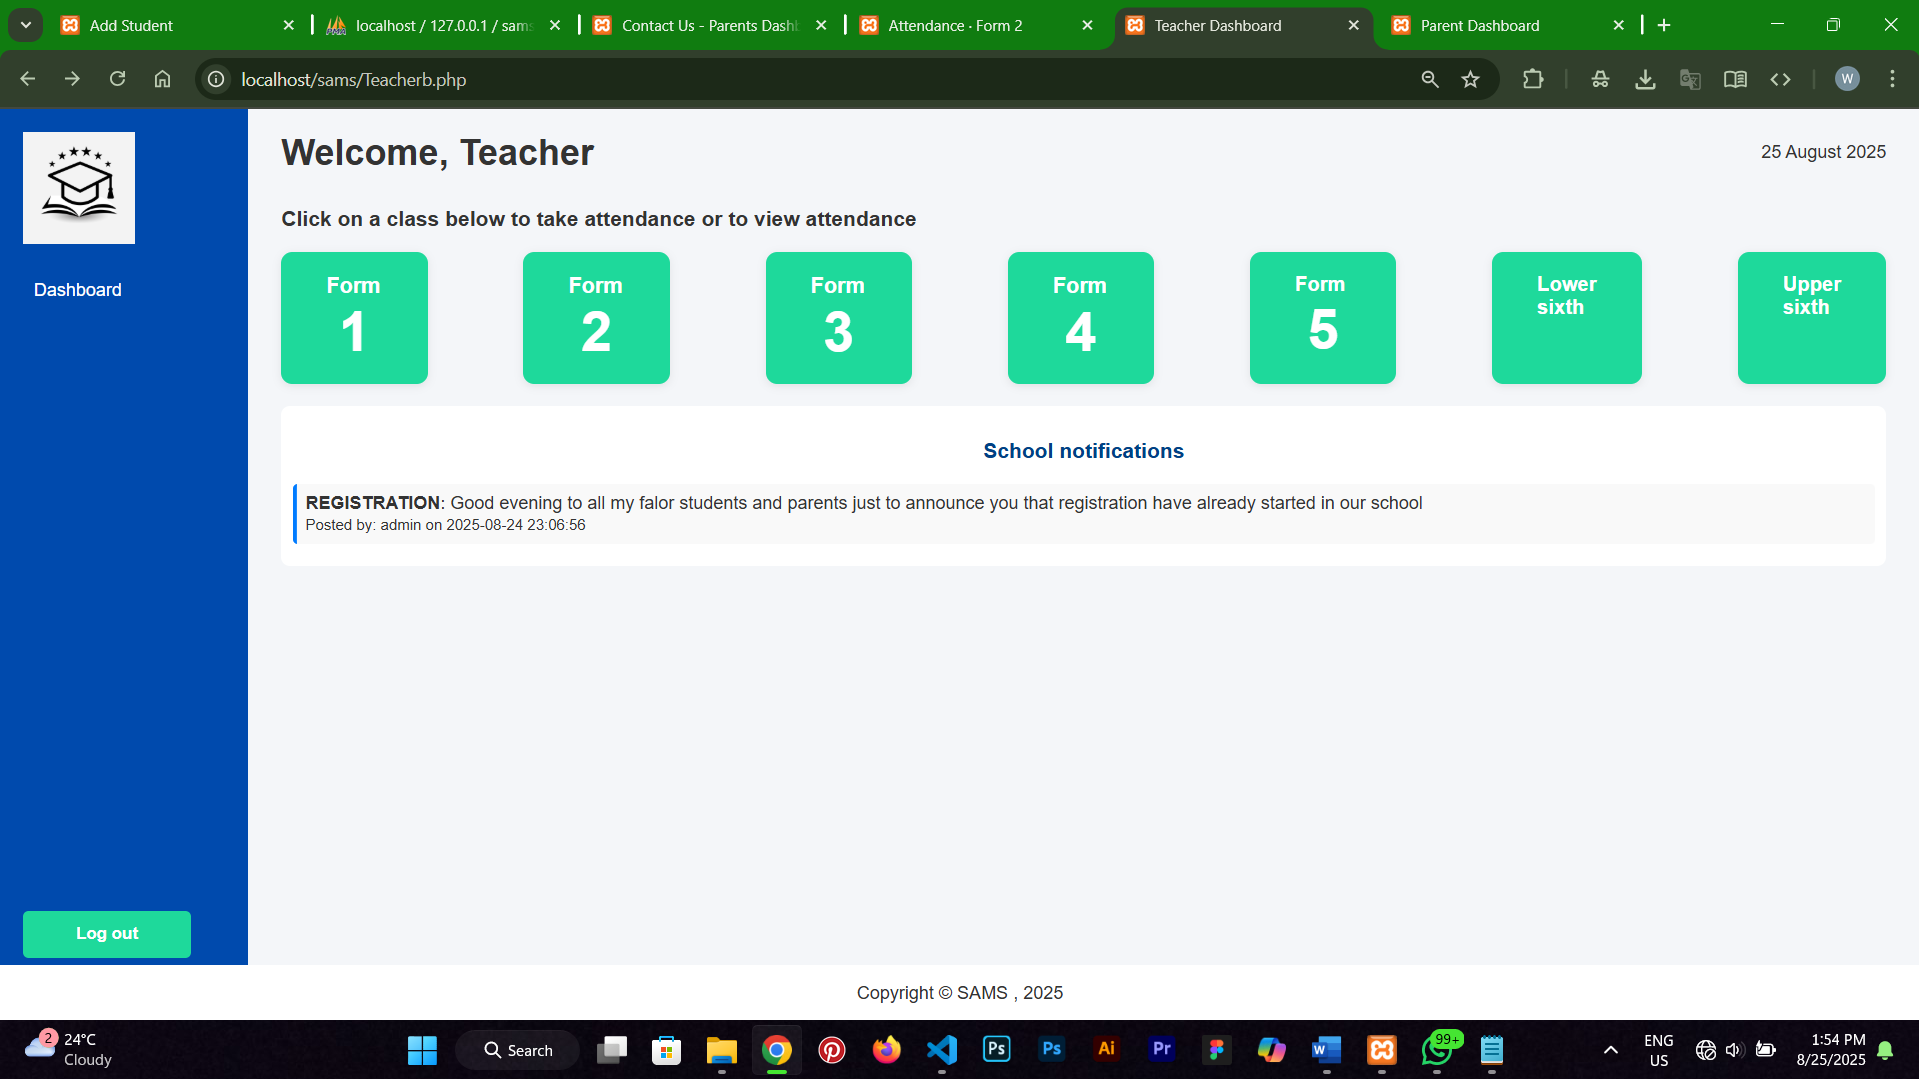 Add Student
localhost / 127.0.0.1 / sams
Contact Us - Parents Dashb
Attendance · Form 2
Teacher Dashboard
Parent Dashboard
localhost/sams/Teacherb.php
W
Welcome, Teacher
25 August 2025
Dashboard
Click on a class below to take attendance or to view attendance
Form
1
Form
2
Form
3
Form
4
Form
5
Lower
sixth
Upper
sixth
School notifications
REGISTRATION: Good evening to all my falor students and parents just to announce you that registration have already started in our school
Posted by: admin on 2025-08-24 23:06:56
Log out
Copyright © SAMS , 2025
2
24°C
Cloudy
Search
Ps
Ps
Ai
Pr
W
99+
ENG
US
1:54 PM
8/25/2025